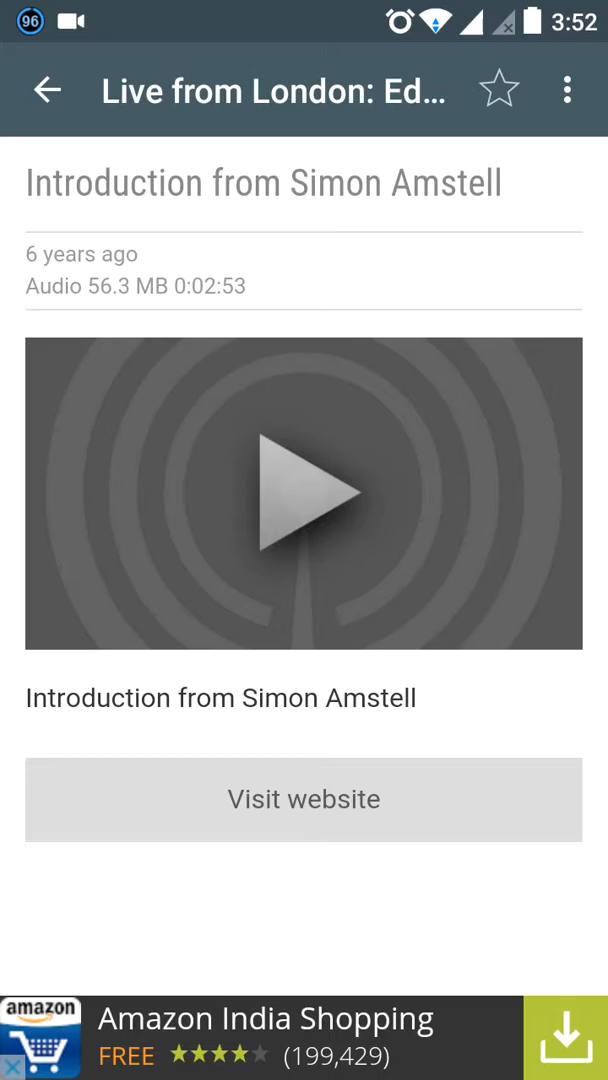 96
3:52
Live from London: Ed...
Introduction from Simon Amstell
6 years ago
Audio 56.3 MB 0:02:53
Introduction from Simon Amstell
Visit website
amazon
Amazon India Shopping
FREE (199,429)